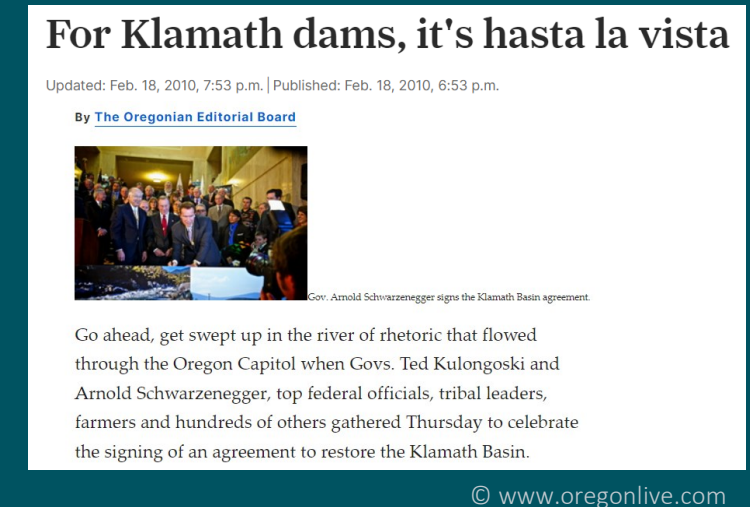 For Klamath dams, it's hasta la vista
Updated: Feb. 18, 2010, 7:53 p.m. | Published: Feb. 18, 2010, 6:53 p.m.
By The Oregonian Editorial Board
Gov. Arnold Schwarzenegger signs the Klamath Basin agreement.
Go ahead, get swept up in the river of rhetoric that flowed
through the Oregon Capitol when Govs. Ted Kulongoski and
Arnold Schwarzenegger, top federal officials, tribal leaders,
farmers and hundreds of others gathered Thursday to celebrate
the signing of an agreement to restore the Klamath Basin.
© www.oregonlive.com